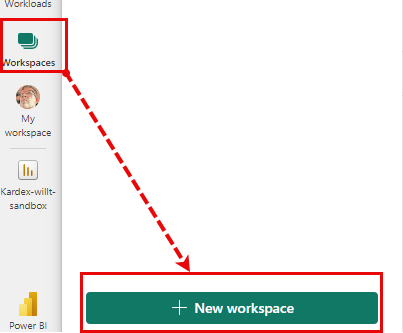 Workloads
Workspaces
My
workspace
Kardex-willt-
sandbox
New workspace
Power BI